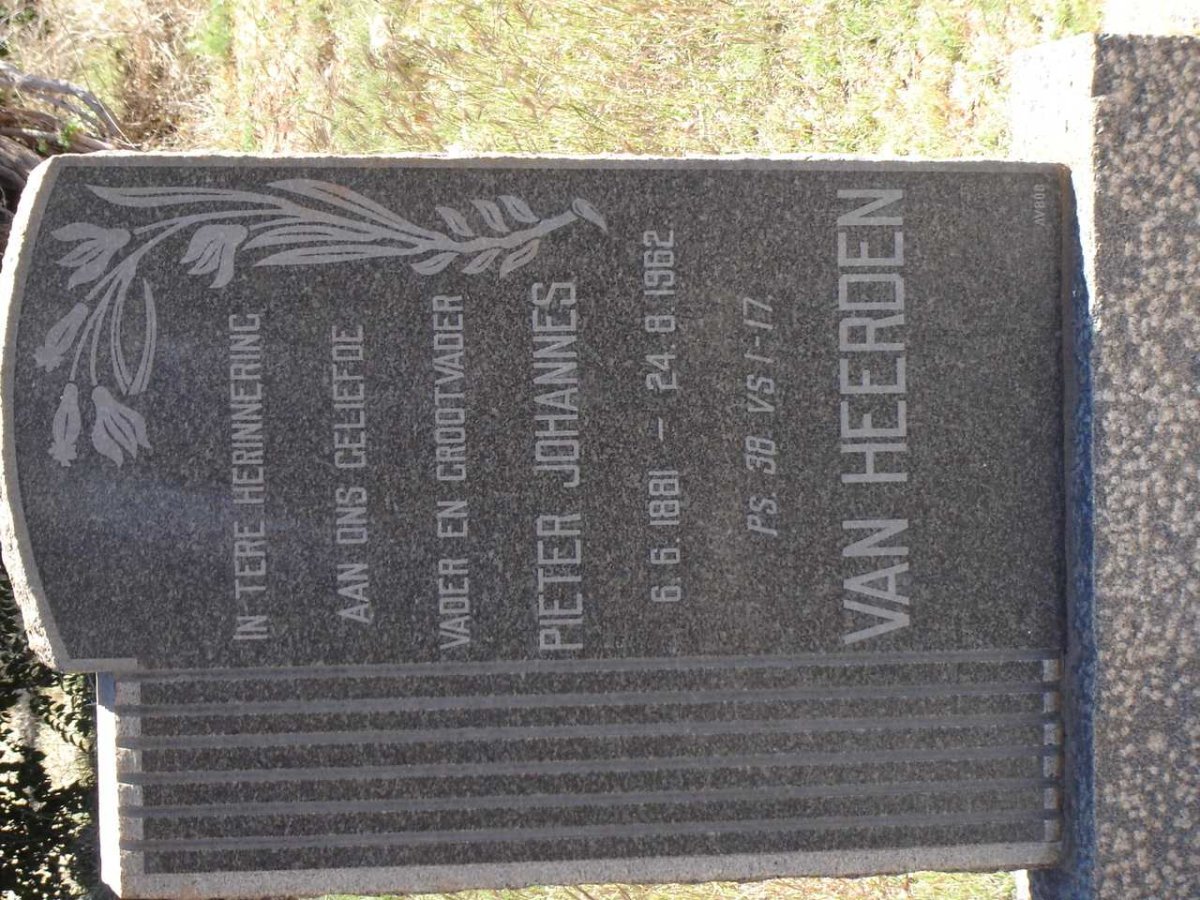 IN TERE HERINNERING
AAN ONS GELIEFDE
VADER EN GROOTVADER
PIETER JOHANNES
6.6.1881 — 24.8.1962.
PS. 38 VS 1-17.
VAN HEERDEN